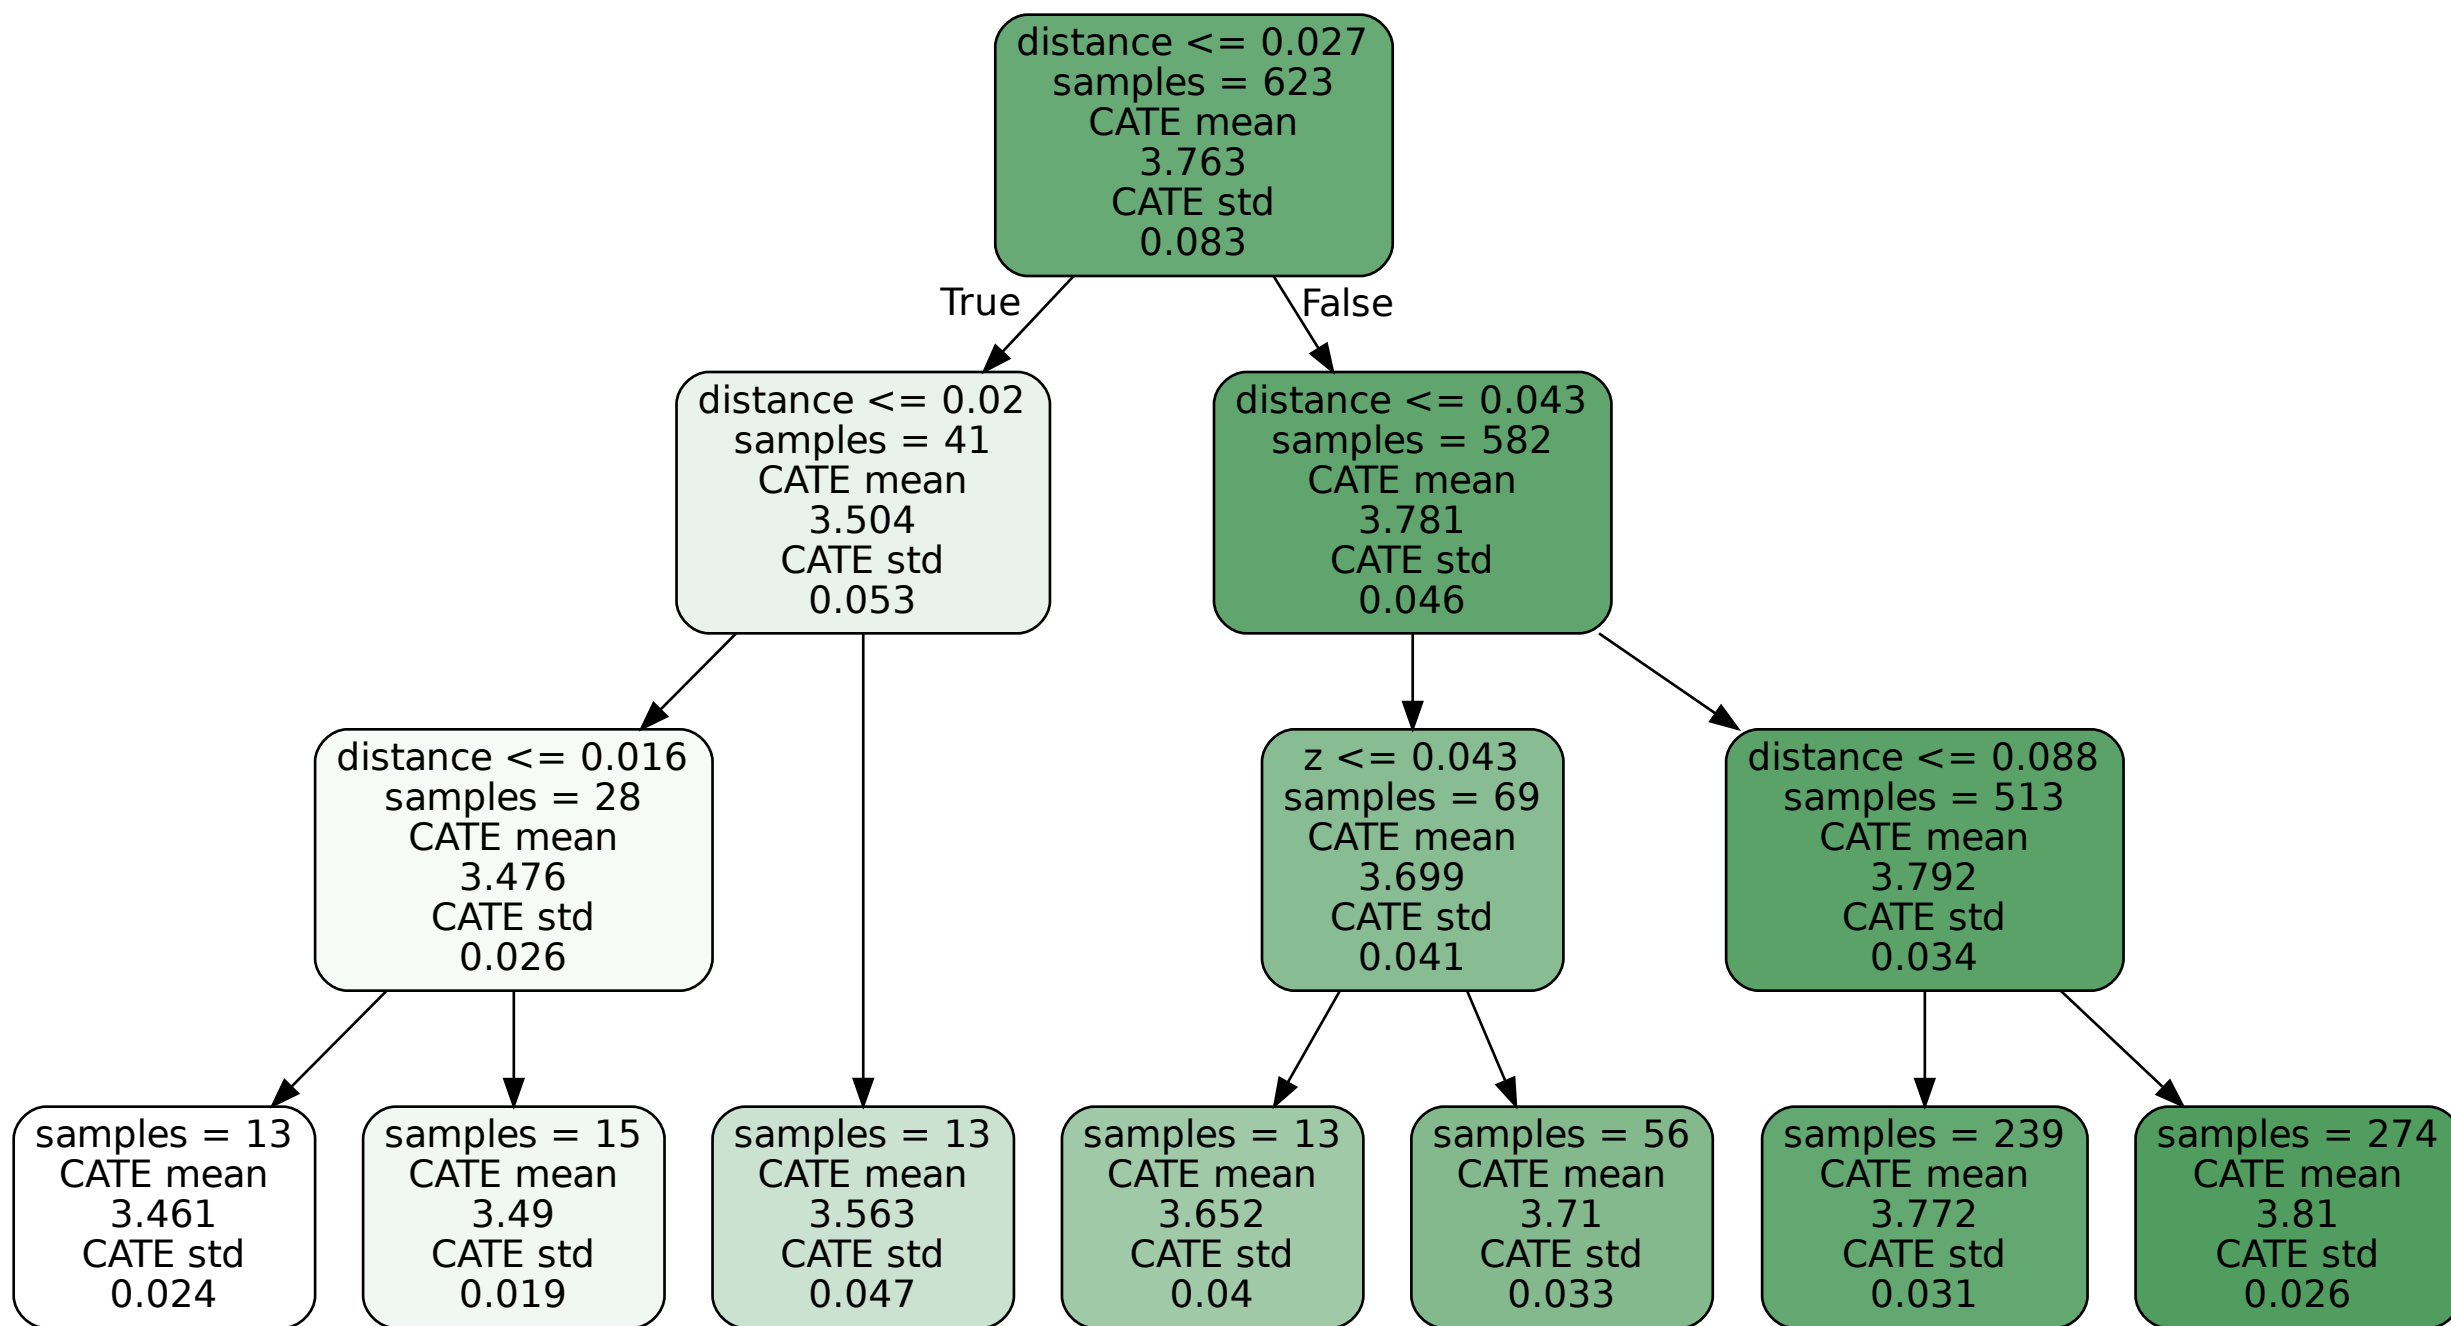 distance <= 0.027
samples = 623
CATE mean
3.763
CATE std
0.083
True
False
distance <= 0.02
samples = 41
CATE mean
3.504
CATE std
0.053
distance <= 0.043
samples = 582
CATE mean
3.781
CATE std
0.046
distance <= 0.016
samples = 28
CATE mean
3.476
CATE std
0.026
z <= 0.043
samples = 69
CATE mean
3.699
CATE std
0.041
distance <= 0.088
samples = 513
CATE mean
3.792
CATE std
0.034
samples = 13
CATE mean
3.461
CATE std
0.024
samples = 15
CATE mean
3.49
CATE std
0.019
samples = 13
CATE mean
3.563
CATE std
0.047
samples = 13
CATE mean
3.652
CATE std
0.04
samples = 56
CATE mean
3.71
CATE std
0.033
samples = 239
CATE mean
3.772
CATE std
0.031
samples = 274
CATE mean
3.81
CATE std
0.026